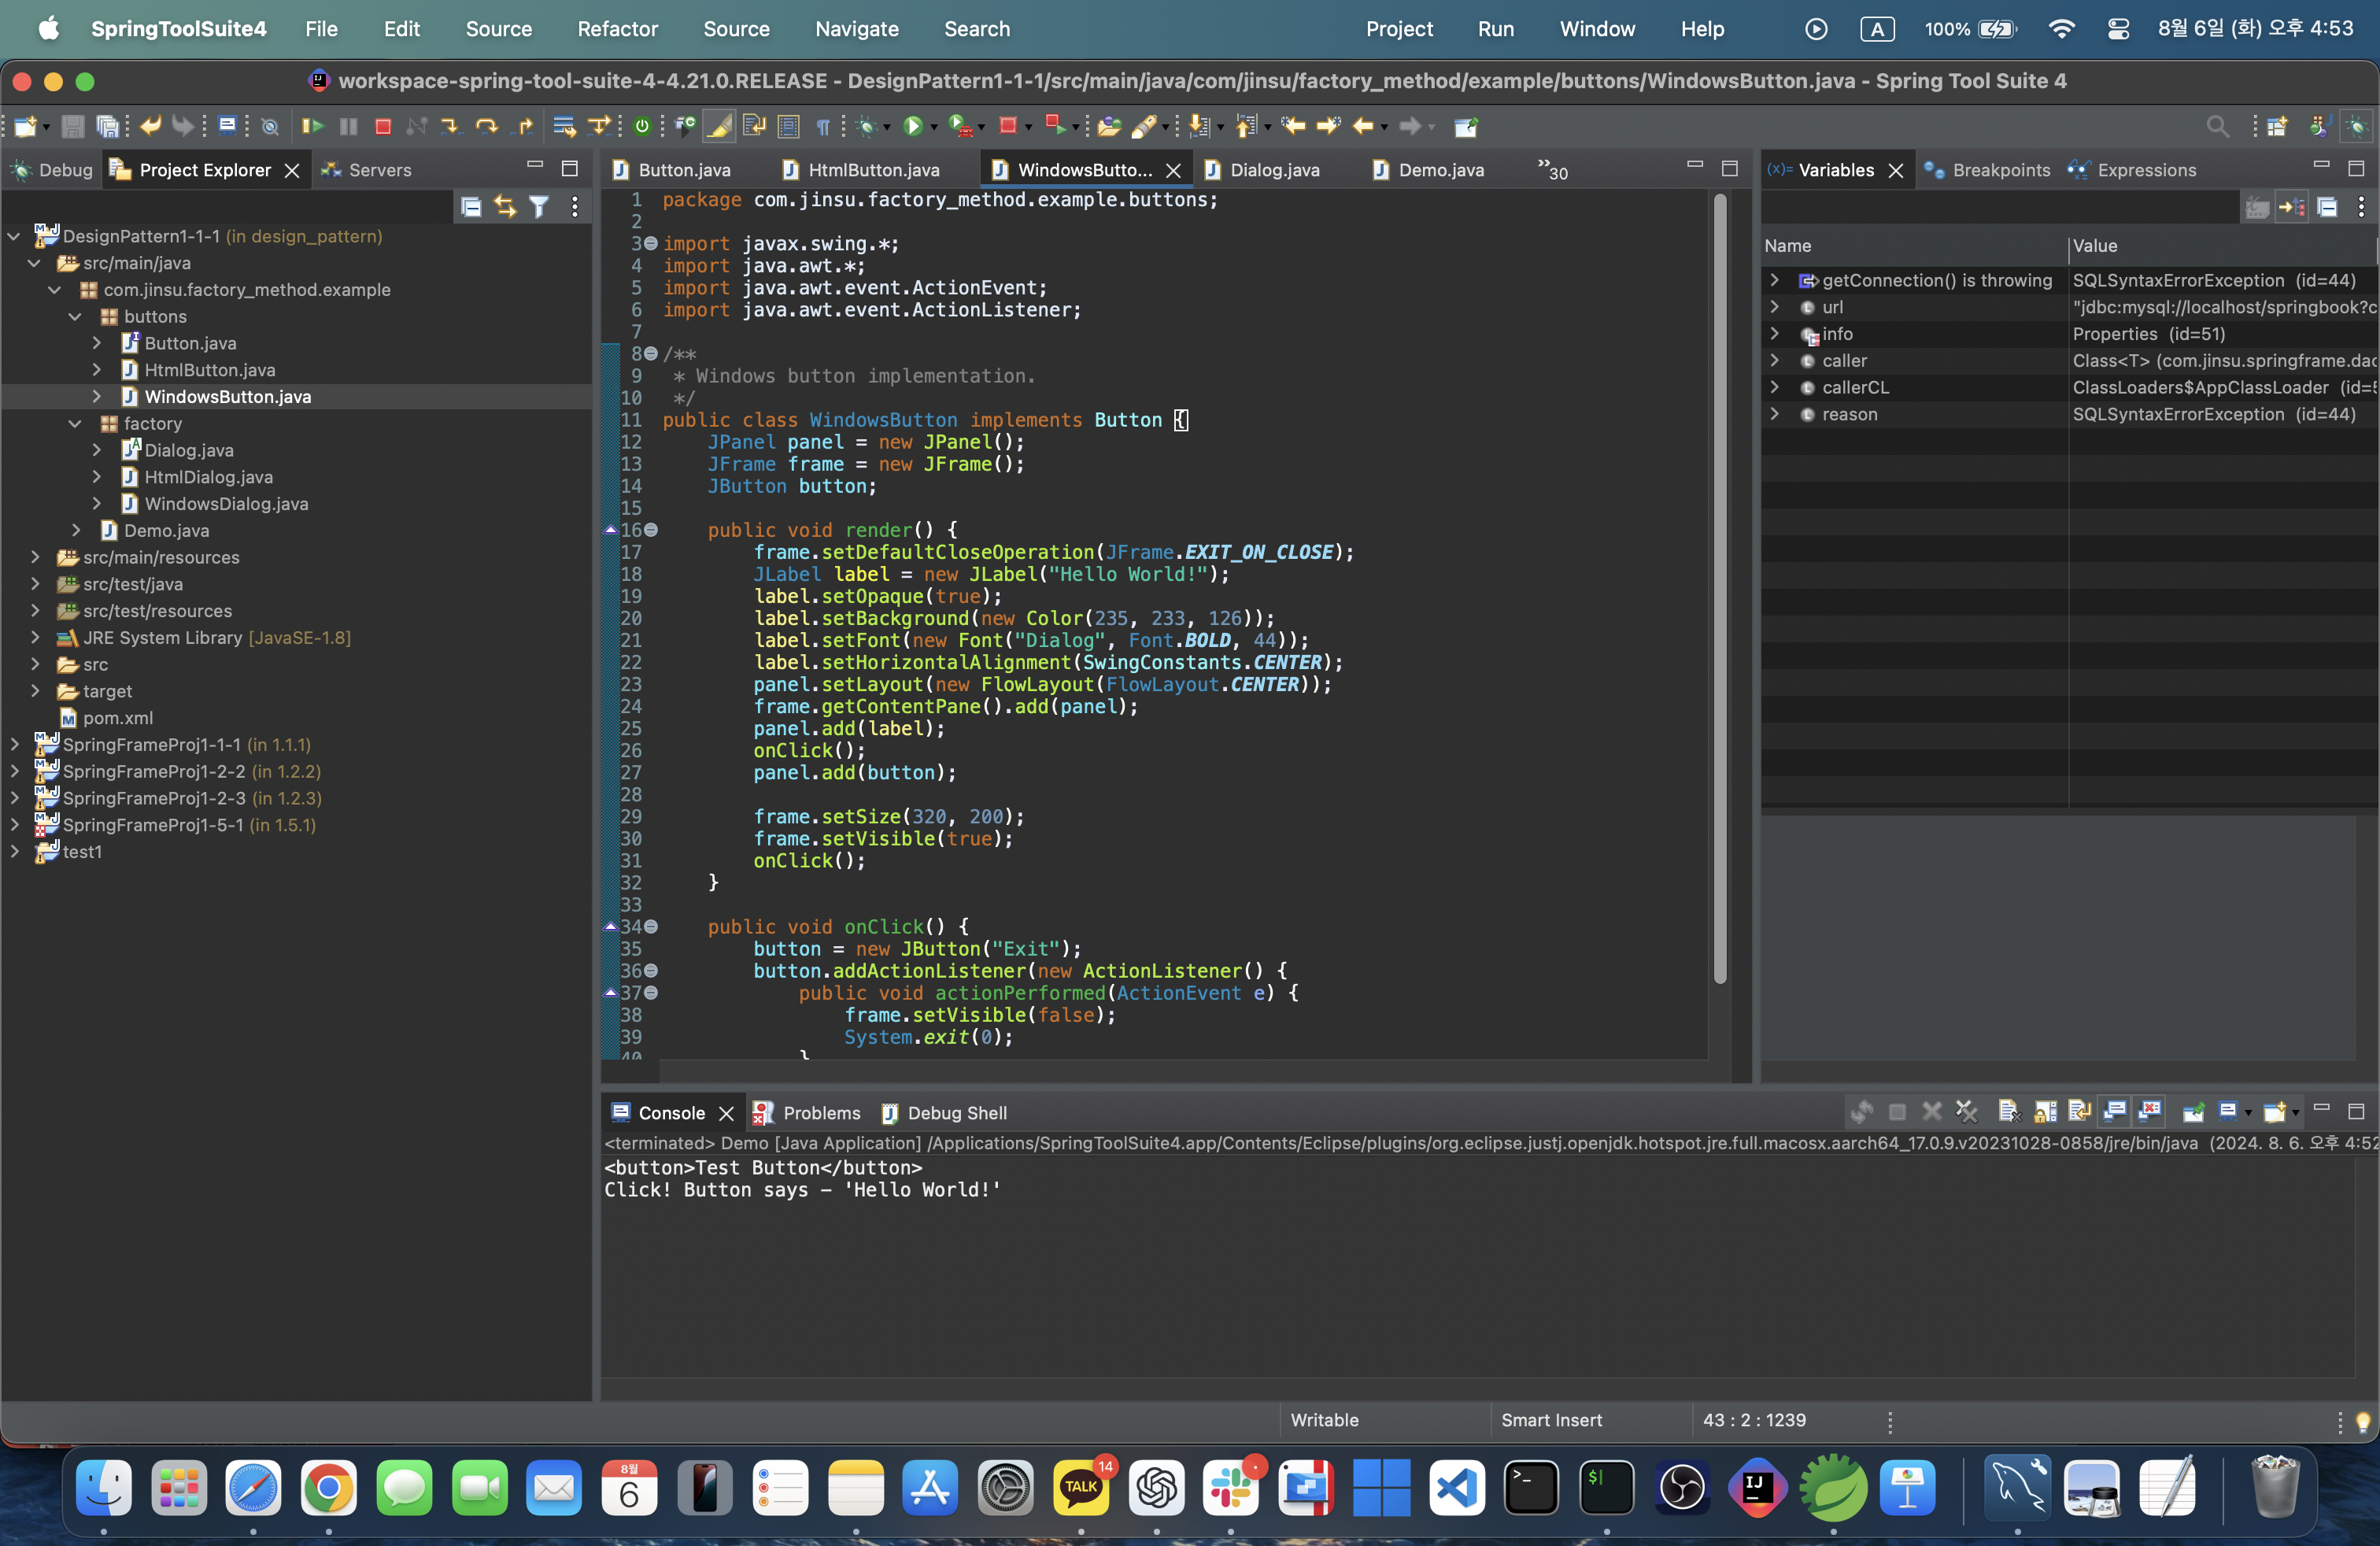 SpringToolSuite4 File Edit Source Refactor Source Navigate Search Project Run Window Help A 100% 8월 6일 (화) 오후 4:53
workspace-spring-tool-suite-4-4.21.0.RELEASE - DesignPattern1-1-1/src/main/java/com/jinsu/factory_method/example/buttons/WindowsButton.java - Spring Tool Suite 4
Debug Project Explorer Servers
DesignPattern1-1-1 (in design_pattern)
src/main/java
com.jinsu.factory_method.example
buttons
Button.java
HtmlButton.java
WindowsButton.java
factory
Dialog.java
HtmlDialog.java
WindowsDialog.java
Demo.java
src/main/resources
src/test/java
src/test/resources
JRE System Library [JavaSE-1.8]
src
target
pom.xml
SpringFrameProj1-1-1 (in 1.1.1)
SpringFrameProj1-2-2 (in 1.2.2)
SpringFrameProj1-2-3 (in 1.2.3)
SpringFrameProj1-5-1 (in 1.5.1)
test1
Button.java HtmlButton.java WindowsButto... Dialog.java Demo.java »30
1 package com.jinsu.factory_method.example.buttons;
2
3 import javax.swing.*;
4 import java.awt.*;
5 import java.awt.event.ActionEvent;
6 import java.awt.event.ActionListener;
7
8 /**
9 * Windows button implementation.
10 */
11 public class WindowsButton implements Button {
12 JPanel panel = new JPanel();
13 JFrame frame = new JFrame();
14 JButton button;
15
16 public void render() {
17 frame.setDefaultCloseOperation(JFrame.EXIT_ON_CLOSE);
18 JLabel label = new JLabel("Hello World!");
19 label.setOpaque(true);
20 label.setBackground(new Color(235, 233, 126));
21 label.setFont(new Font("Dialog", Font.BOLD, 44));
22 label.setHorizontalAlignment(SwingConstants.CENTER);
23 panel.setLayout(new FlowLayout(FlowLayout.CENTER));
24 frame.getContentPane().add(panel);
25 panel.add(label);
26 onClick();
27 panel.add(button);
28
29 frame.setSize(320, 200);
30 frame.setVisible(true);
31 onClick();
32 }
33
34 public void onClick() {
35 button = new JButton("Exit");
36 button.addActionListener(new ActionListener() {
37 public void actionPerformed(ActionEvent e) {
38 frame.setVisible(false);
39 System.exit(0);
40 }
(x)= Variables Breakpoints Expressions
Name Value
getConnection() is throwing SQLSyntaxErrorException (id=44)
url "jdbc:mysql://localhost/springbook?c
info Properties (id=51)
caller Class<T> (com.jinsu.springframe.dao
callerCL ClassLoaders$AppClassLoader (id=5
reason SQLSyntaxErrorException (id=44)
Console Problems Debug Shell
<terminated> Demo [Java Application] /Applications/SpringToolSuite4.app/Contents/Eclipse/plugins/org.eclipse.justj.openjdk.hotspot.jre.full.macosx.aarch64_17.0.9.v20231028-0858/jre/bin/java (2024. 8. 6. 오후 4:52
<button>Test Button</button>
Click! Button says - 'Hello World!'
Writable Smart Insert 43 : 2 : 1239
8월
6
TALK
14
IJ